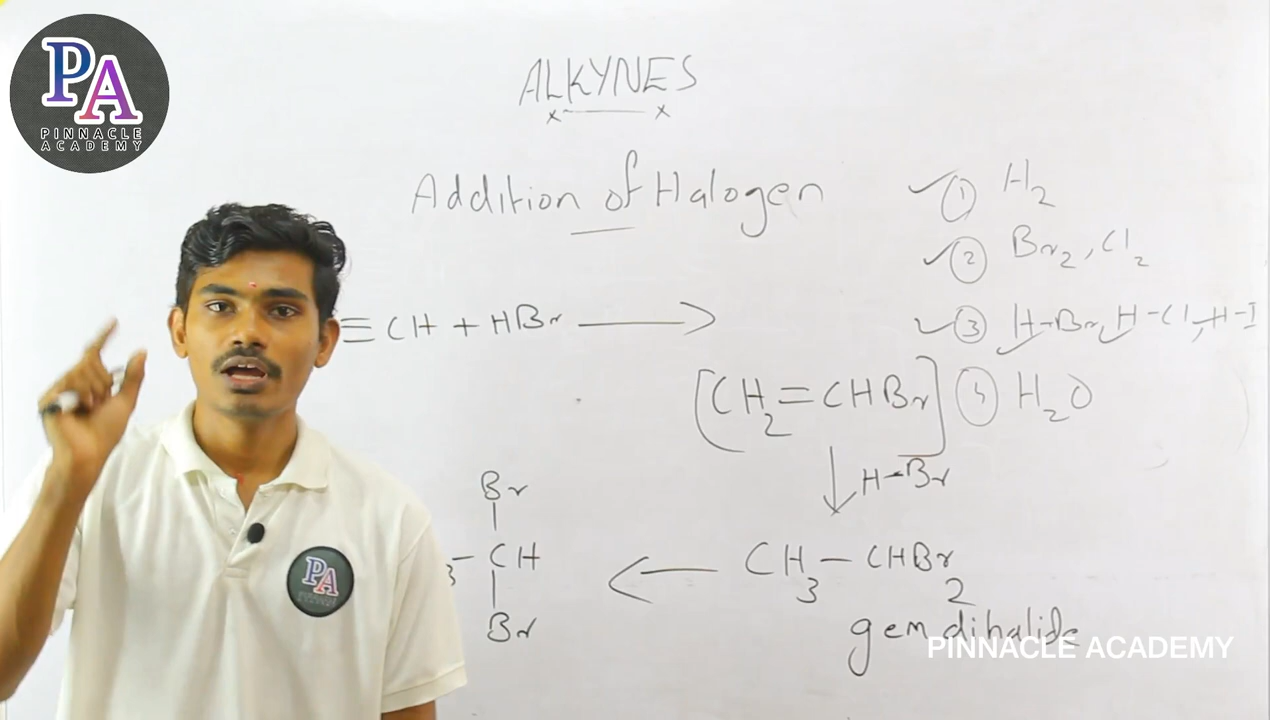 PA
PINNACLE
ACADEMY
ALKYNES
Addition of Halogen
① H₂
② Br₂, Cl₂
③ H-Br, H-Cl, H-I
≡ CH + HBr ⟶
[CH₂=CHBr]
④ H₂O
↓ H-Br
Br
|
3 — CH ⟵ CH₃ — CHBr₂
|
Br
gem dihalide
PINNACLE ACADEMY
PA